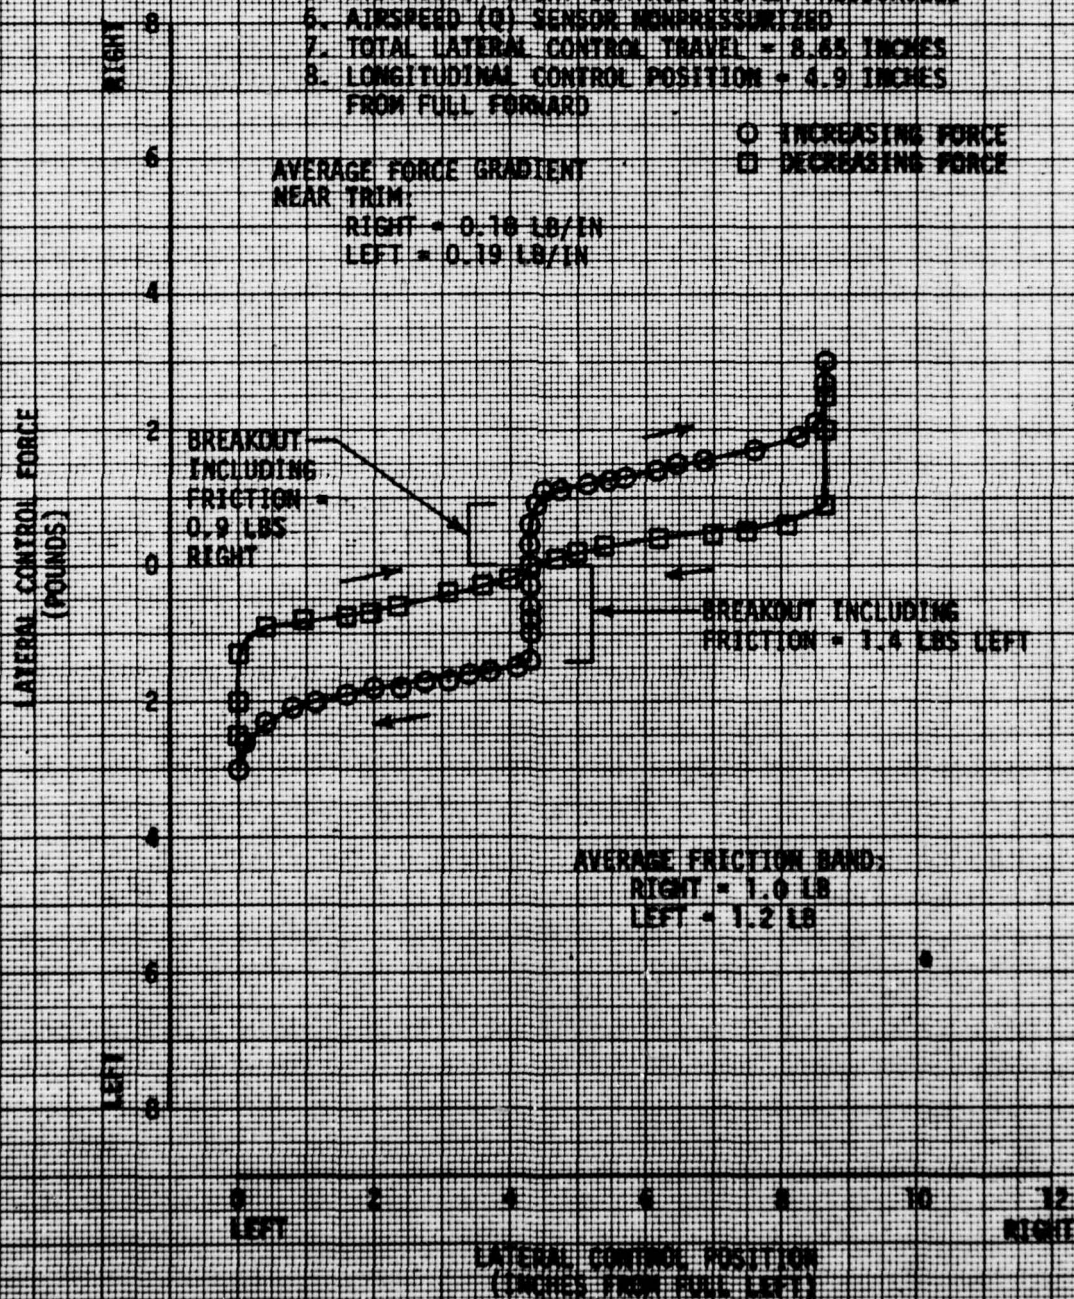 6. AIRSPEED (Q) SENSOR NONPRESSURIZED
7. TOTAL LATERAL CONTROL TRAVEL = 8.65 INCHES
8. LONGITUDINAL CONTROL POSITION = 4.9 INCHES
FROM FULL FORWARD
INCREASING FORCE
DECREASING FORCE
AVERAGE FORCE GRADIENT
NEAR TRIM:
RIGHT = 0.18 LB/IN
LEFT = 0.19 LB/IN
RIGHT
8
6
4
2
0
2
4
6
8
LEFT
LATERAL CONTROL FORCE
(POUNDS)
BREAKOUT
INCLUDING
FRICTION =
0.9 LBS
RIGHT
BREAKOUT INCLUDING
FRICTION = 1.4 LBS LEFT
AVERAGE FRICTION BAND:
RIGHT = 1.0 LB
LEFT = 1.2 LB
0 2 4 6 8 10 12
LEFT RIGHT
LATERAL CONTROL POSITION
(INCHES FROM FULL LEFT)